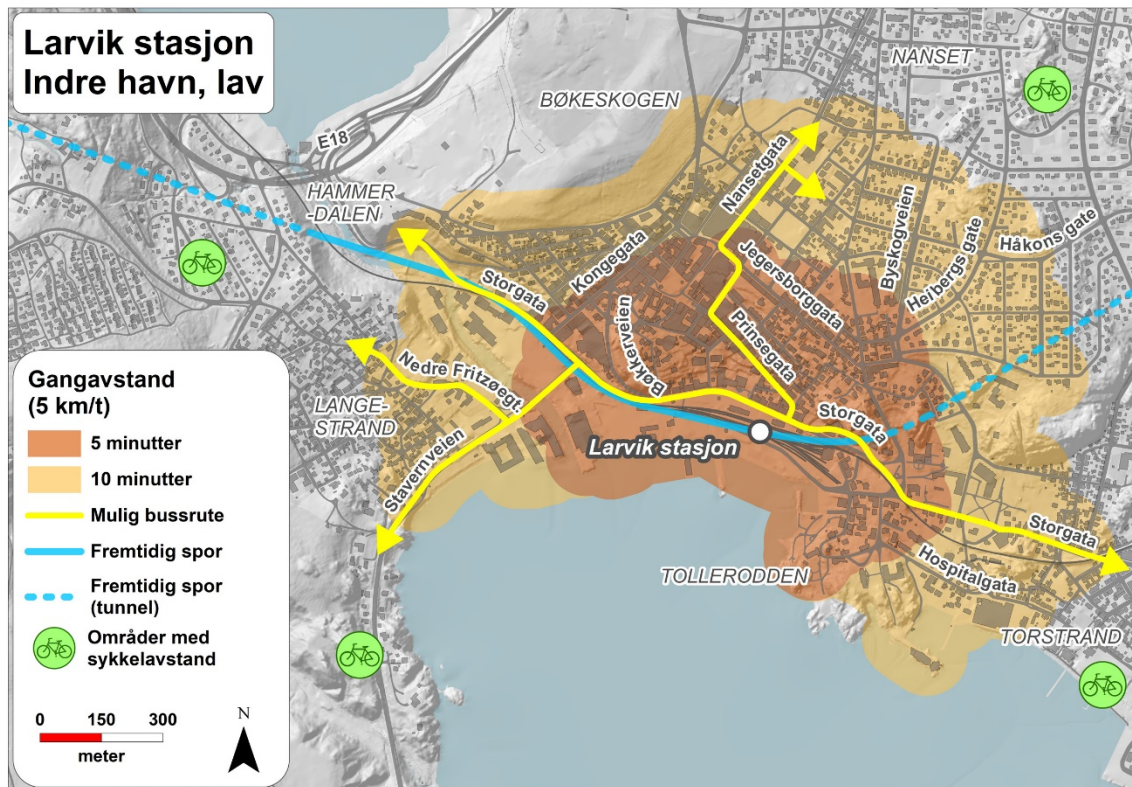 Larvik stasjon
Indre havn, lav
NANSET
BØKESKOGEN
E18
HAMMER
-DALEN
Nansetgata
Byskogveien
Heibergs gate
Håkons gate
Kongegata
Jegersborggata
Storgata
Bøkkerveien
Prinsegata
Nedre Fritzøegt.
LANGE-
STRAND
Storgata
Larvik stasjon
Stavernveien
Storgata
TOLLERODDEN
Hospitalgata
TORSTRAND
Gangavstand
(5 km/t)
5 minutter
10 minutter
Mulig bussrute
Fremtidig spor
Fremtidig spor
(tunnel)
Områder med
sykkelavstand
0 150 300
meter
N